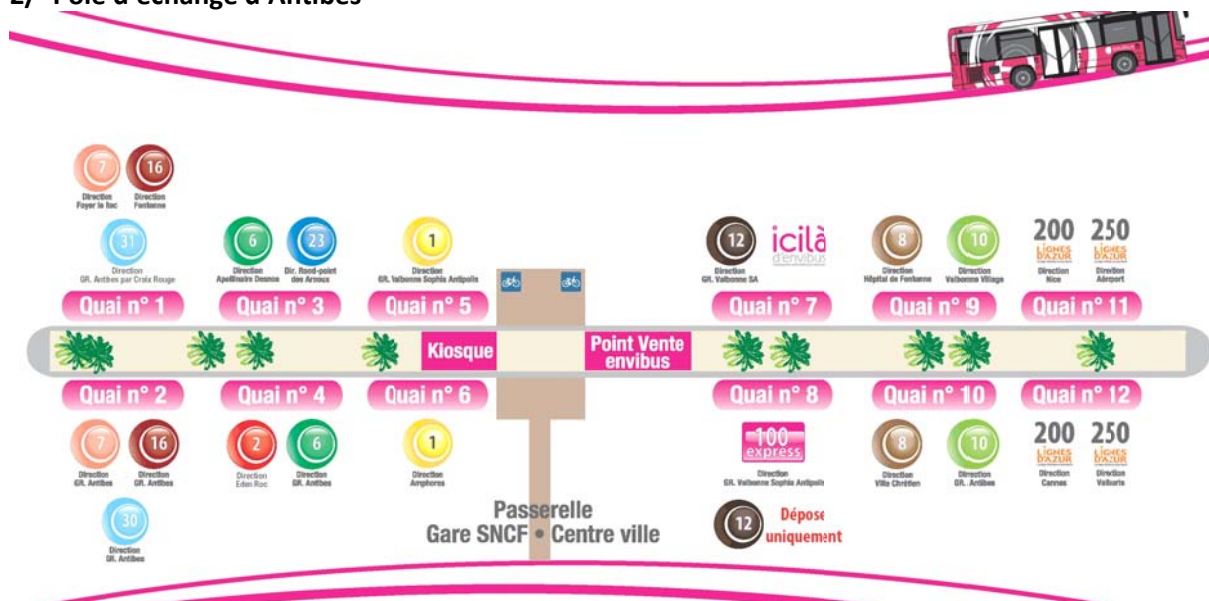 2/ Pôle d'échange d'Antibes
7 16
Direction Foyer le Rac
Direction Fontonne
31
Direction
GR. Antibes par Croix Rouge
Quai n° 1
6 23
Direction Apollinaire Desnos
Dir. Rond-point des Arnoux
Quai n° 3
1
Direction
GR. Valbonne Sophia Antipolis
Quai n° 5
12 icilà d'envibus
Direction
GR. Valbonne SA
Quai n° 7
8 10
Direction Hôpital de Fontonne
Direction Valbonne Village
Quai n° 9
200 250
LIGNES D'AZUR LIGNES D'AZUR
Direction Nice
Direction Aéroport
Quai n° 11
Kiosque
Point Vente
envibus
Quai n° 2
7 16
Direction GR. Antibes
Direction GR. Antibes
30
Direction
GR. Antibes
Quai n° 4
2 6
Direction Eden Roc
Direction GR. Antibes
Quai n° 6
1
Direction
Amphores
Quai n° 8
100
express
Direction
GR. Valbonne Sophia Antipolis
12 Dépose
uniquement
Quai n° 10
8 10
Direction Villa Chrétien
Direction GR. Antibes
Quai n° 12
200 250
LIGNES D'AZUR LIGNES D'AZUR
Direction Cannes
Direction Vallauris
Passerelle
Gare SNCF • Centre ville